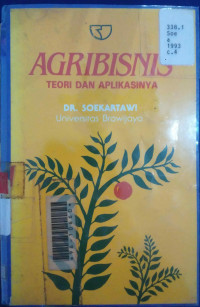 338.1
Soe
a
1993
c.4
AGRIBISNIS
TEORI DAN APLIKASINYA
DR. SOEKARTAWI
Universitas Brawijaya